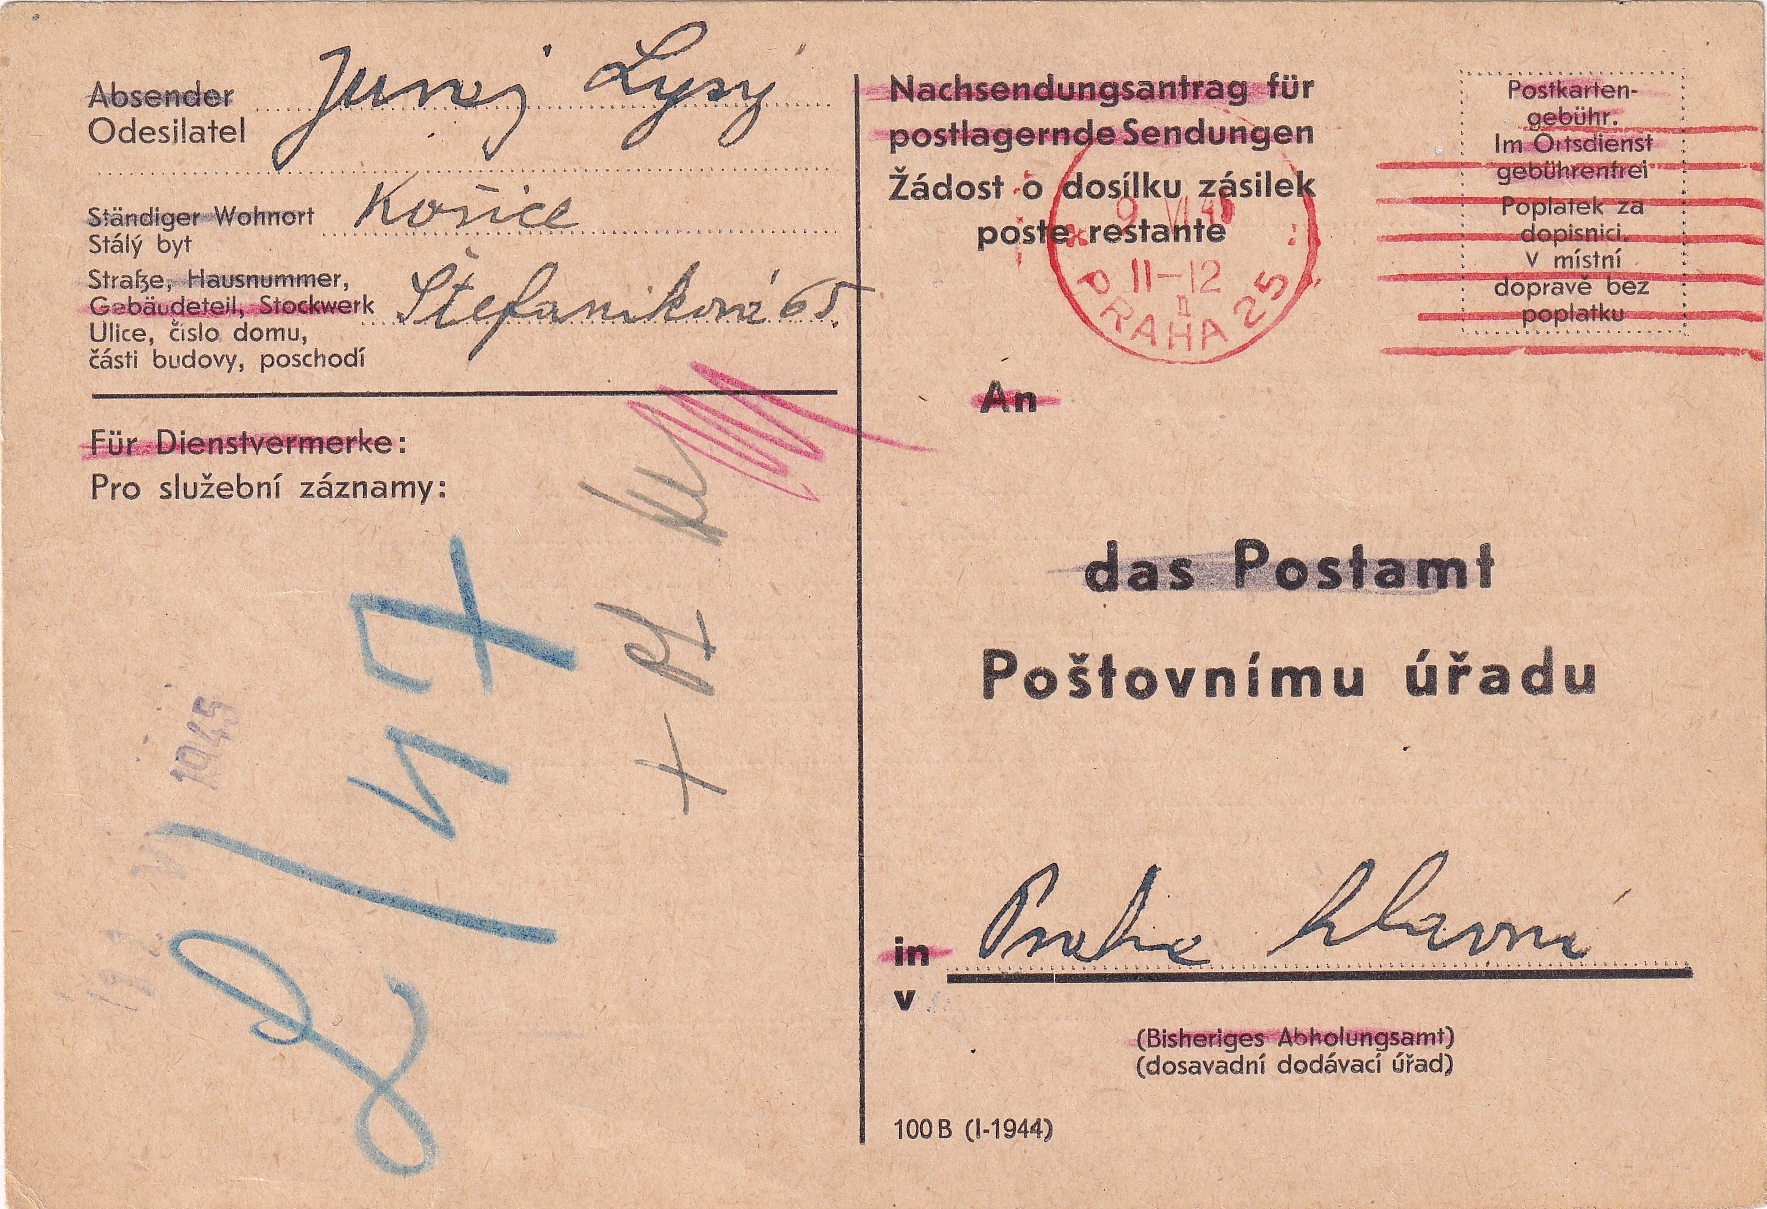 Absender
Odesilatel
Juraj Lysý
Ständiger Wohnort
Stálý byt
Košice
Straße, Hausnummer,
Gebäudeteil, Stockwerk
Ulice, čislo domu,
části budovy, poschodí
Štefanikova 65.
Für Dienstvermerke:
Pro služební záznamy:
1945
Nachsendungsantrag für
postlagernde Sendungen
Žádost o dosílku zásilek
poste restante
9 VI 45
11-12
PRAHA 25
Postkarten-
gebühr.
Im Ortsdienst
gebührenfrei
Poplatek za
dopisnici.
V místní
dopravě bez
poplatku
An
das Postamt
Poštovnímu úřadu
in
v
Praha hlavní
(Bisheriges Abholungsamt)
(dosavadní dodávací úřad)
100 B (I-1944)